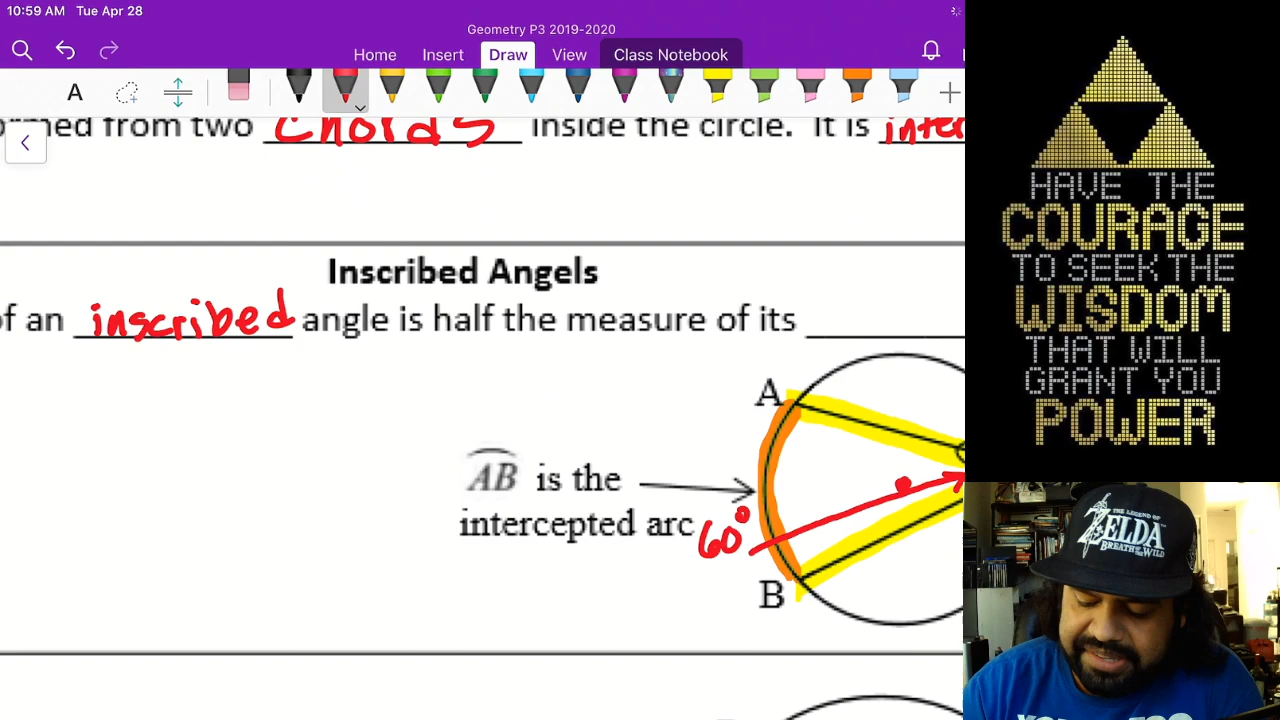 10:59 AM Tue Apr 28
Geometry P3 2019-2020
Home Insert Draw View Class Notebook
A
ormed from two chords inside the circle. It is inter
Inscribed Angels
of an inscribed angle is half the measure of its
A
AB is the
intercepted arc
60°
B
HAVE THE
COURAGE
TO SEEK THE
WISDOM
THAT WILL
GRANT YOU
POWER
THE LEGEND OF
ZELDA
BREATH OF THE WILD